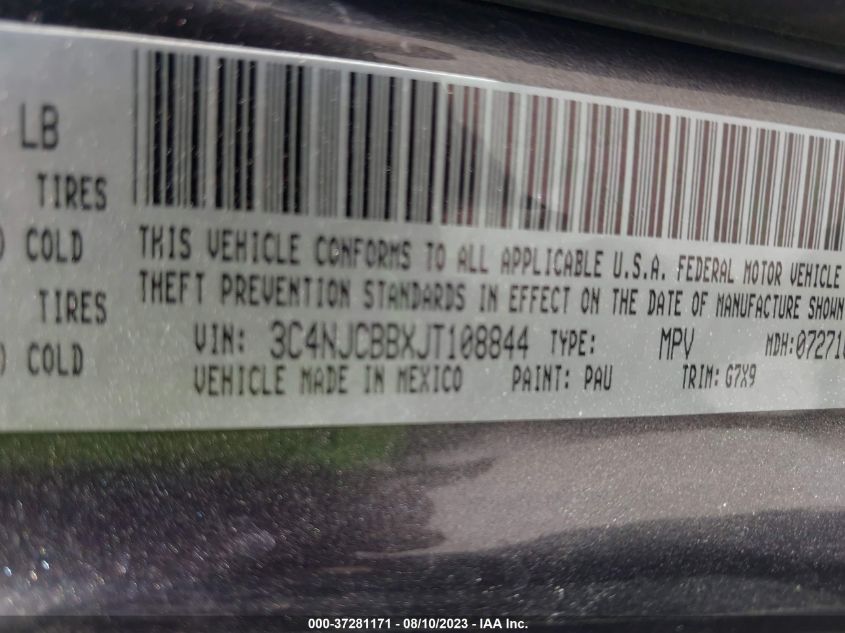 LB
TIRES
) COLD
TIRES
) COLD
THIS VEHICLE CONFORMS TO ALL APPLICABLE U.S.A. FEDERAL MOTOR VEHICLE
THEFT PREVENTION STANDARDS IN EFFECT ON THE DATE OF MANUFACTURE SHOWN
VIN: 3C4NJCBBXJT108844 TYPE: MPV MDH:07271
VEHICLE MADE IN MEXICO PAINT: PAU TRIM: G7X9
000-37281171 - 08/10/2023 - IAA Inc.